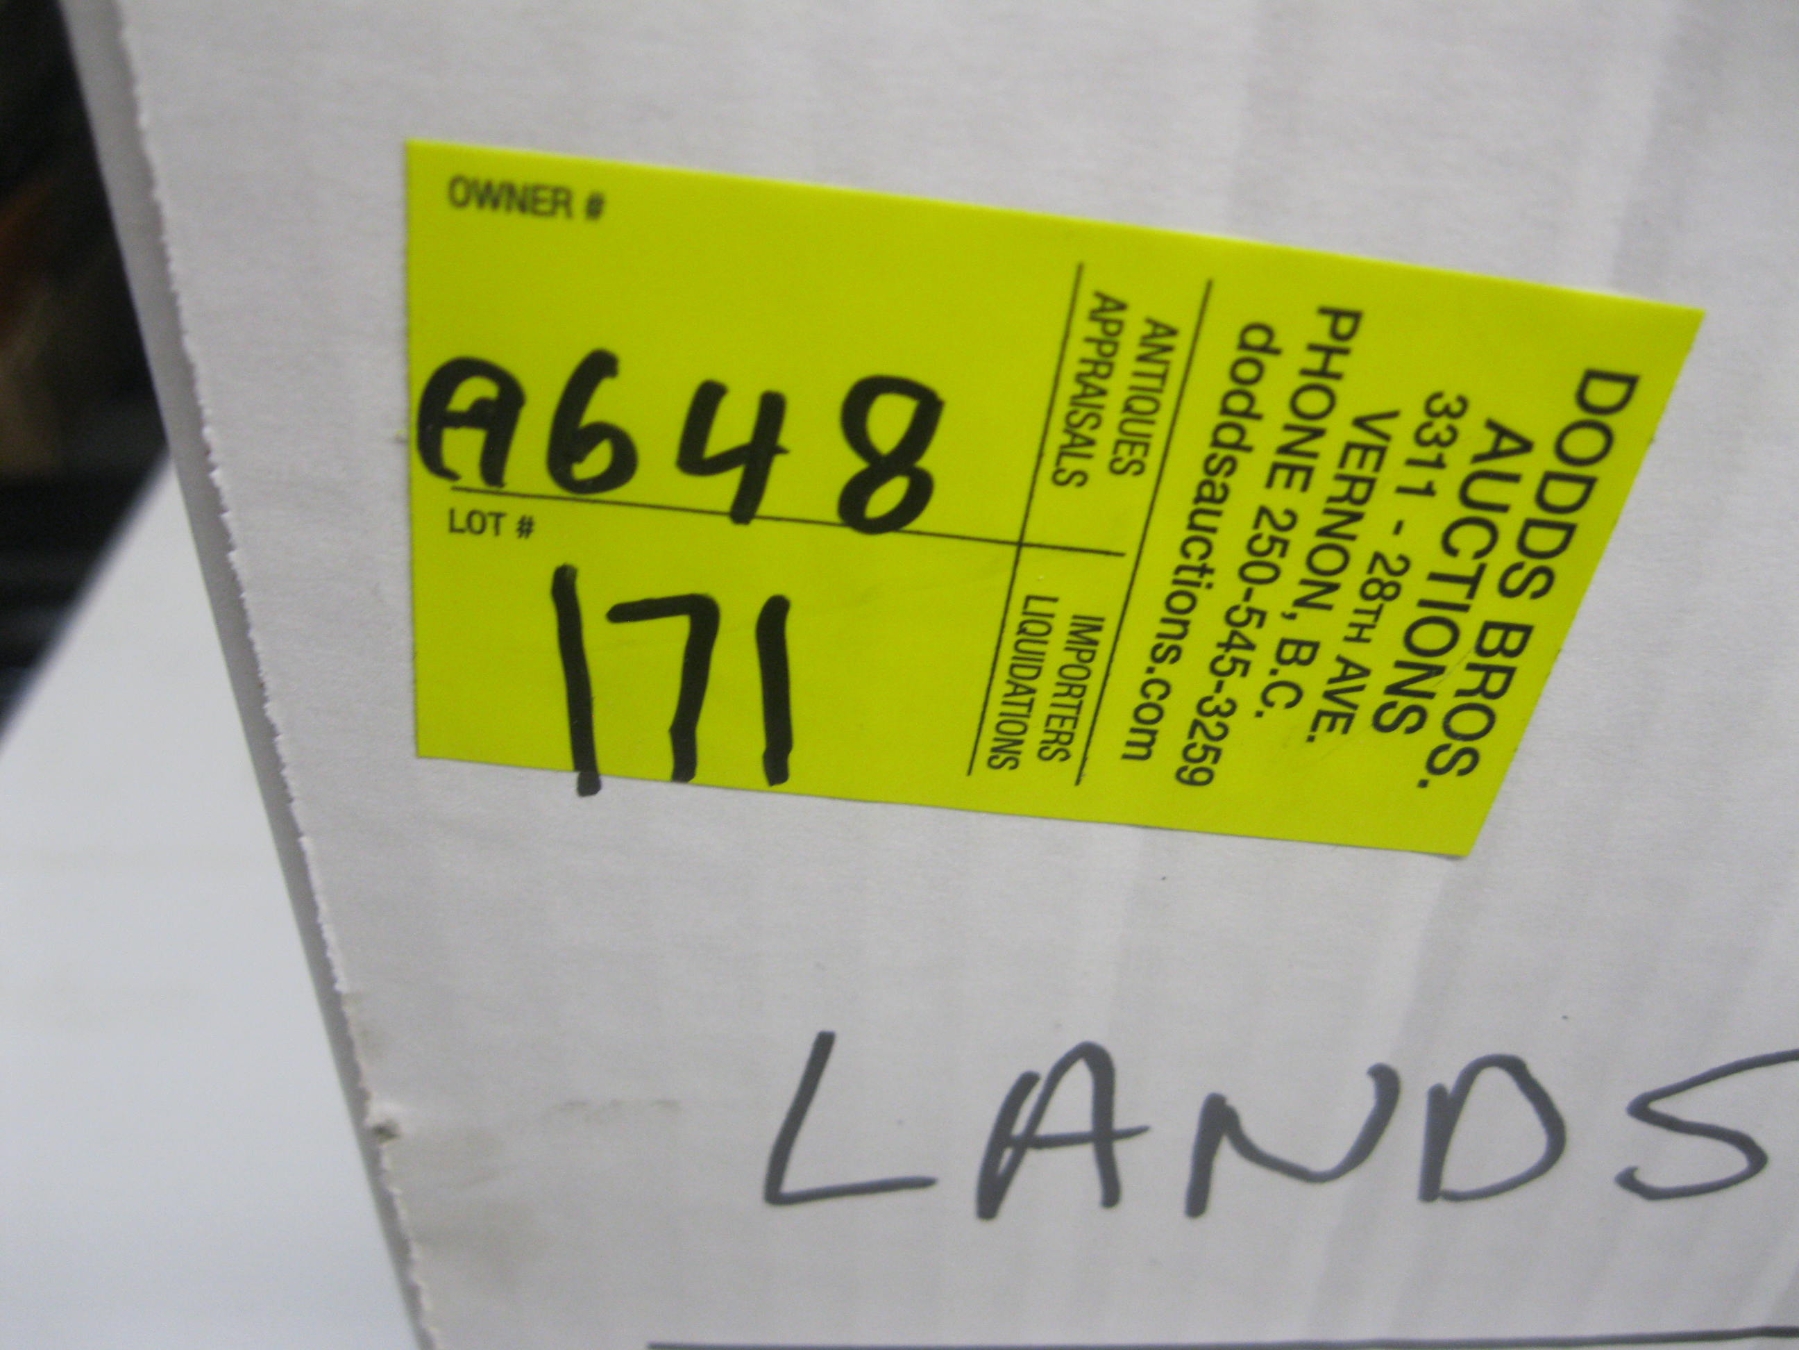 OWNER #
A648
LOT #
171
DODDS BROS.
AUCTIONS
3311 - 28TH AVE.
VERNON, B.C.
PHONE 250-545-3259
doddsauctions.com
ANTIQUES
APPRAISALS
IMPORTERS
LIQUIDATIONS
LANDS